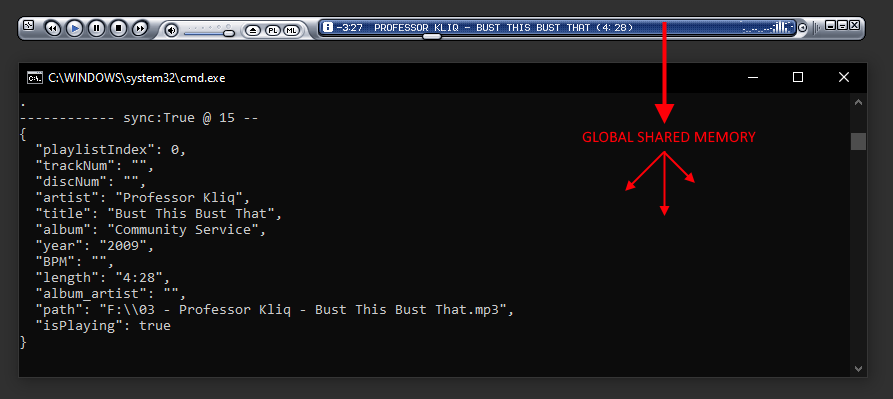 -3:27 PROFESSOR KLIQ - BUST THIS BUST THAT (4:28)
PL ML
C:\WINDOWS\system32\cmd.exe
.
------------ sync:True @ 15 --
{
  "playlistIndex": 0,
  "trackNum": "",
  "discNum": "",
  "artist": "Professor Kliq",
  "title": "Bust This Bust That",
  "album": "Community Service",
  "year": "2009",
  "BPM": "",
  "length": "4:28",
  "album_artist": "",
  "path": "F:\\03 - Professor Kliq - Bust This Bust That.mp3",
  "isPlaying": true
}
GLOBAL SHARED MEMORY